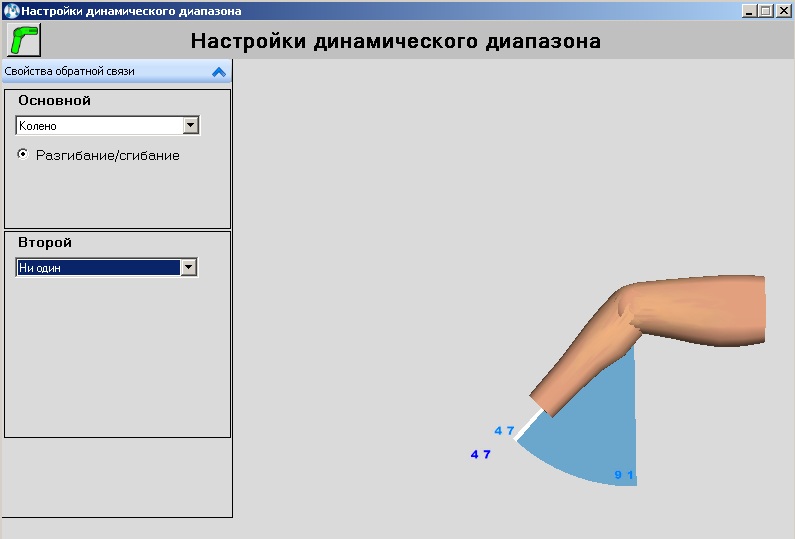 Настройки динамического диапазона
Настройки динамического диапазона
Свойства обратной связи
Основной
Колено
Разгибание/сгибание
Второй
Ни один
4 7
4 7
9 1